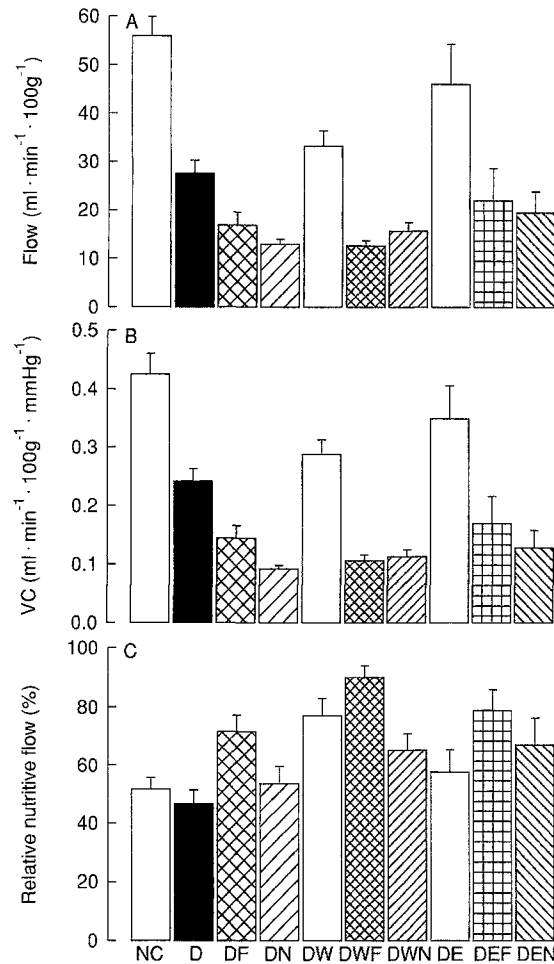 A
60
50
40
30
20
10
0
Flow (ml · min⁻¹ · 100g⁻¹)
B
0.5
0.4
0.3
0.2
0.1
0.0
VC (ml · min⁻¹ · 100g⁻¹ · mmHg⁻¹)
C
100
80
60
40
20
0
Relative nutritive flow (%)
NC D DF DN DW DWF DWN DE DEF DEN